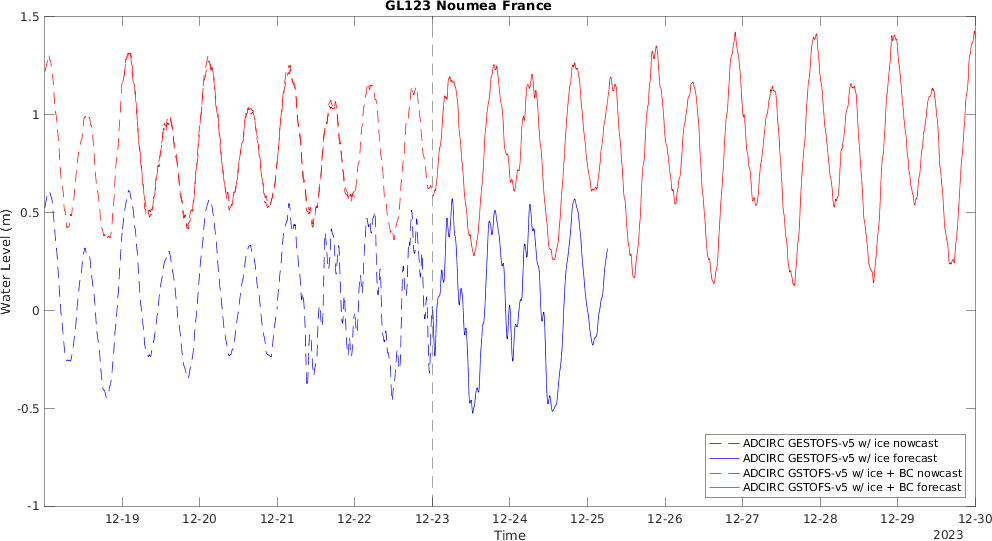 GL123 Noumea France
1.5
1
0.5
0
-0.5
-1
Water Level (m)
12-19 12-20 12-21 12-22 12-23 12-24 12-25 12-26 12-27 12-28 12-29 12-30
Time
2023
ADCIRC GESTOFS-v5 w/ ice nowcast
ADCIRC GESTOFS-v5 w/ ice forecast
ADCIRC GSTOFS-v5 w/ ice + BC nowcast
ADCIRC GSTOFS-v5 w/ ice + BC forecast